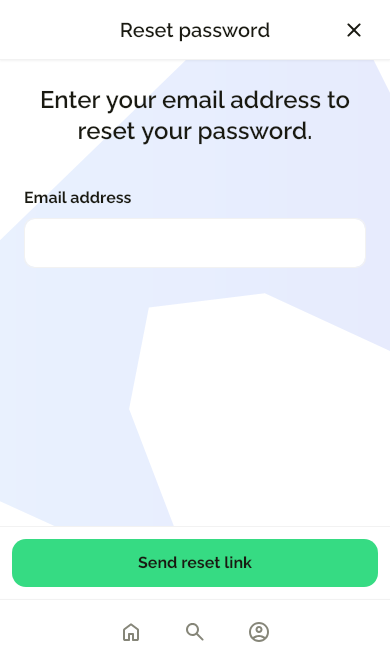 Reset password
Enter your email address to
reset your password.
Email address
Send reset link